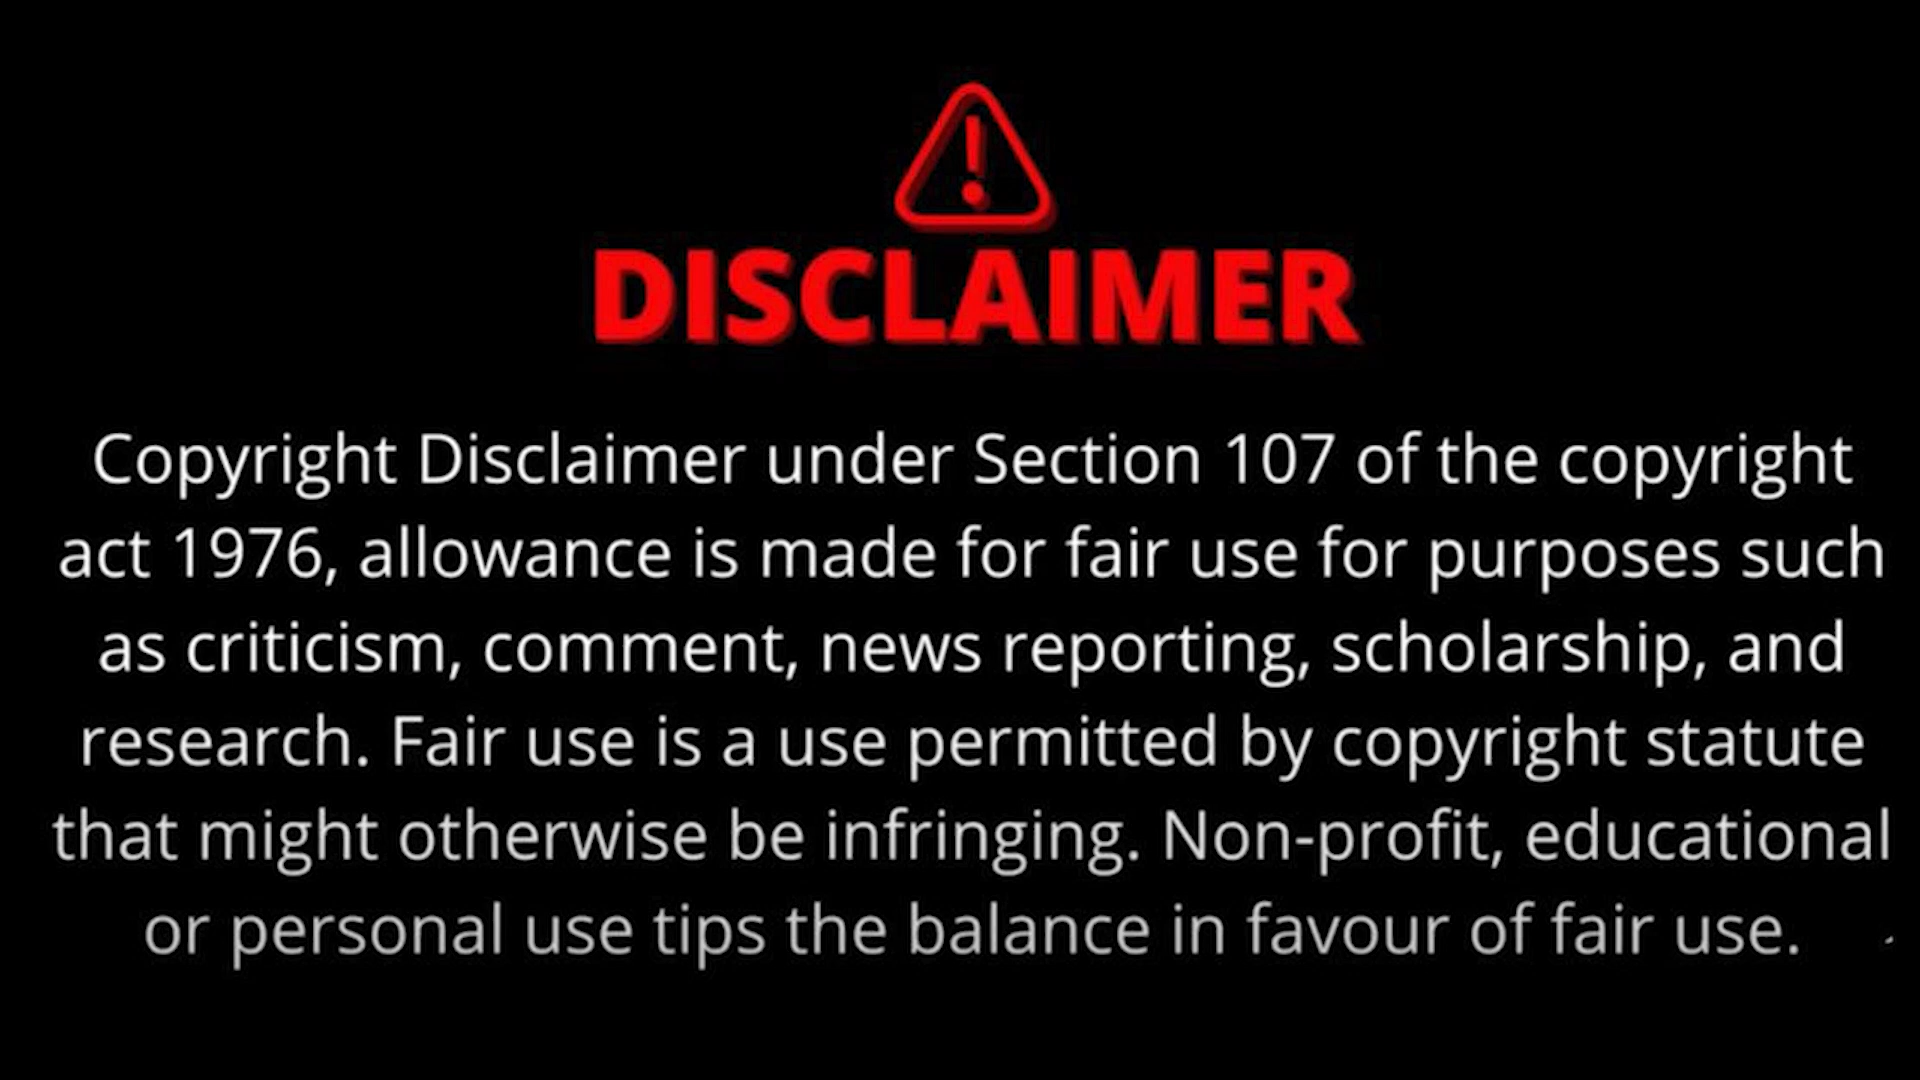 DISCLAIMER
Copyright Disclaimer under Section 107 of the copyright
act 1976, allowance is made for fair use for purposes such
as criticism, comment, news reporting, scholarship, and
research. Fair use is a use permitted by copyright statute
that might otherwise be infringing. Non-profit, educational
or personal use tips the balance in favour of fair use.